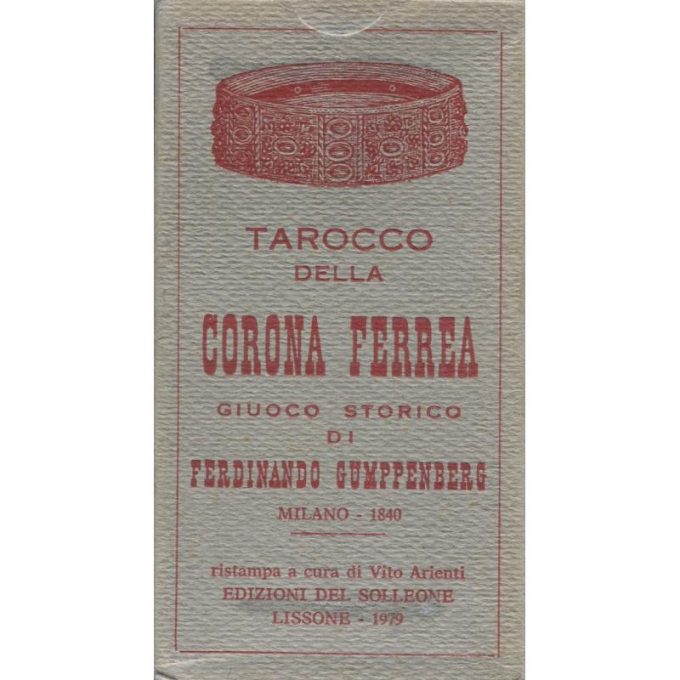 TAROCCO
DELLA
CORONA FERREA
GIUOCO STORICO
DI
FERDINANDO GUMPPENBERG
MILANO - 1840
ristampa a cura di Vito Arienti
EDIZIONI DEL SOLLEONE
LISSONE - 1979